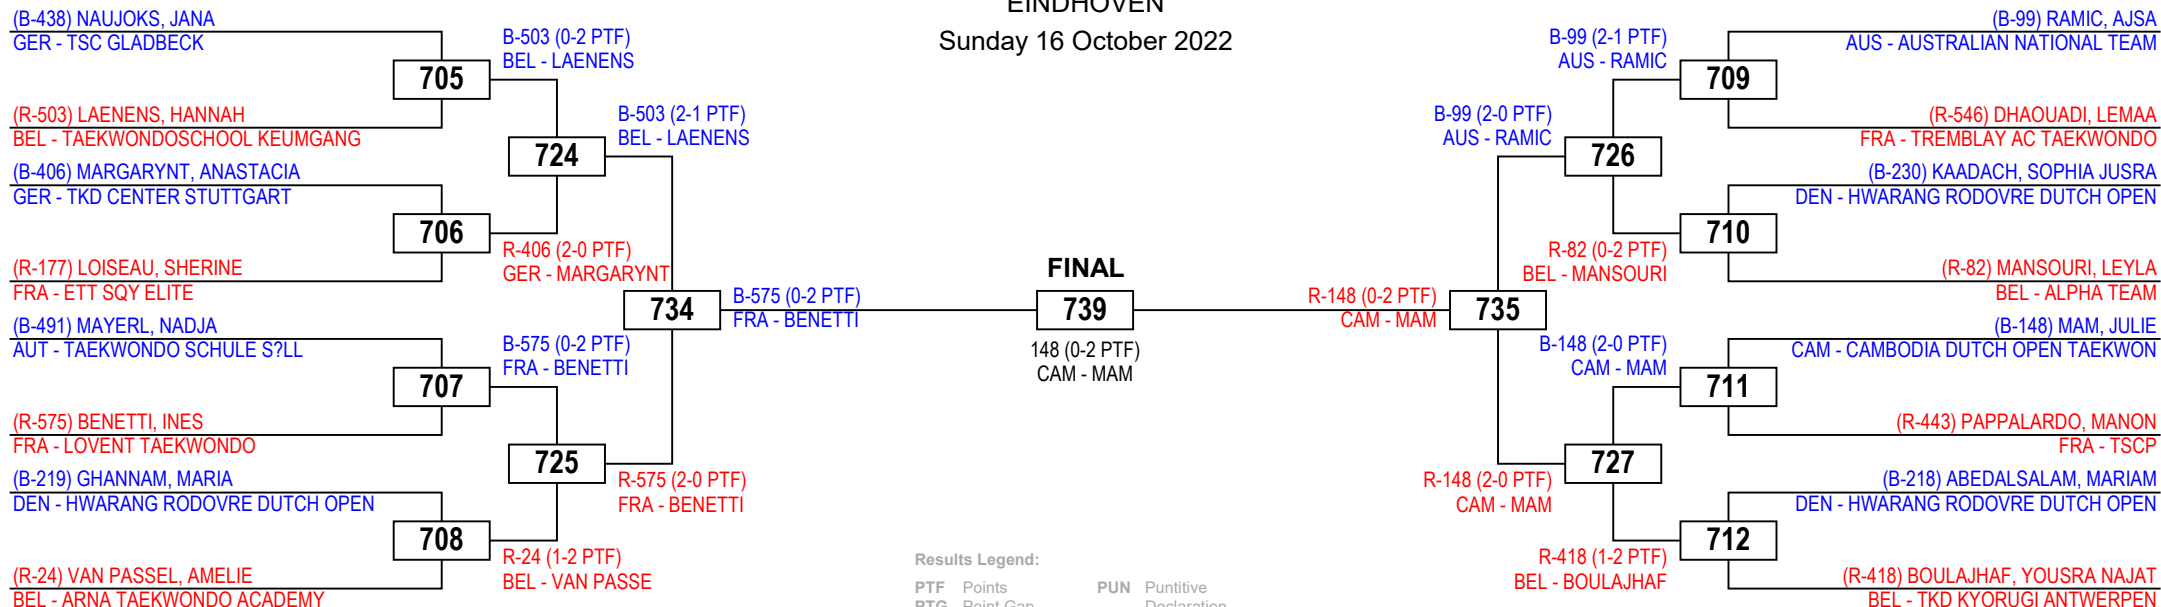 EINDHOVEN
Sunday 16 October 2022
(B-438) NAUJOKS, JANA
GER - TSC GLADBECK
705
(R-503) LAENENS, HANNAH
BEL - TAEKWONDOSCHOOL KEUMGANG
(B-406) MARGARYNT, ANASTACIA
GER - TKD CENTER STUTTGART
706
(R-177) LOISEAU, SHERINE
FRA - ETT SQY ELITE
(B-491) MAYERL, NADJA
AUT - TAEKWONDO SCHULE S?LL
707
(R-575) BENETTI, INES
FRA - LOVENT TAEKWONDO
(B-219) GHANNAM, MARIA
DEN - HWARANG RODOVRE DUTCH OPEN
708
(R-24) VAN PASSEL, AMELIE
BEL - ARNA TAEKWONDO ACADEMY
B-503 (0-2 PTF)
BEL - LAENENS
724
R-406 (2-0 PTF)
GER - MARGARYNT
B-575 (0-2 PTF)
FRA - BENETTI
725
R-24 (1-2 PTF)
BEL - VAN PASSE
B-503 (2-1 PTF)
BEL - LAENENS
734
R-575 (2-0 PTF)
FRA - BENETTI
B-575 (0-2 PTF)
FRA - BENETTI
FINAL
739
148 (0-2 PTF)
CAM - MAM
R-148 (0-2 PTF)
CAM - MAM
B-99 (2-0 PTF)
AUS - RAMIC
735
R-148 (2-0 PTF)
CAM - MAM
B-99 (2-1 PTF)
AUS - RAMIC
726
R-82 (0-2 PTF)
BEL - MANSOURI
B-148 (2-0 PTF)
CAM - MAM
727
R-418 (1-2 PTF)
BEL - BOULAJHAF
(B-99) RAMIC, AJSA
AUS - AUSTRALIAN NATIONAL TEAM
709
(R-546) DHAOUADI, LEMAA
FRA - TREMBLAY AC TAEKWONDO
(B-230) KAADACH, SOPHIA JUSRA
DEN - HWARANG RODOVRE DUTCH OPEN
710
(R-82) MANSOURI, LEYLA
BEL - ALPHA TEAM
(B-148) MAM, JULIE
CAM - CAMBODIA DUTCH OPEN TAEKWON
711
(R-443) PAPPALARDO, MANON
FRA - TSCP
(B-218) ABEDALSALAM, MARIAM
DEN - HWARANG RODOVRE DUTCH OPEN
712
(R-418) BOULAJHAF, YOUSRA NAJAT
BEL - TKD KYORUGI ANTWERPEN
Results Legend:
PTF Points PUN Puntitive
PTG Point Gap Declaration